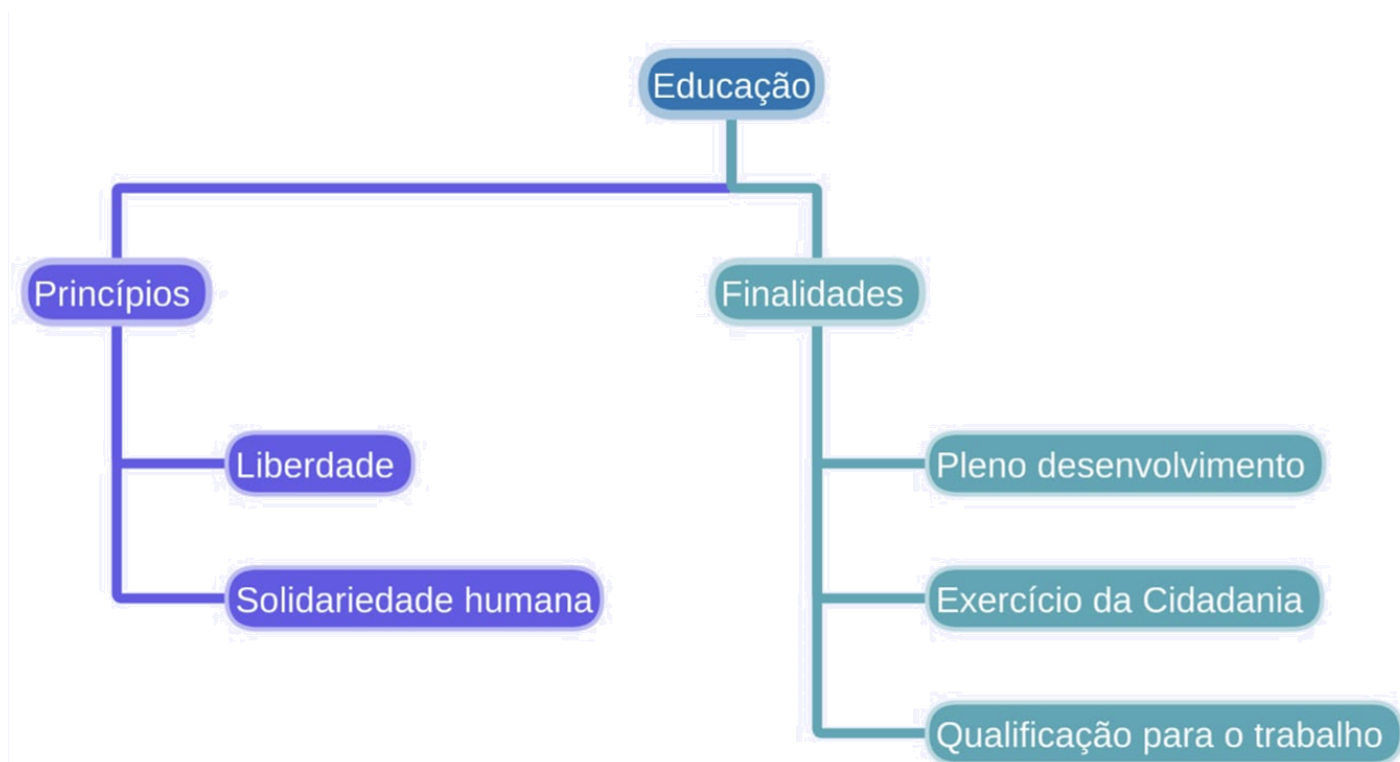 Educação
Princípios
Finalidades
Liberdade
Pleno desenvolvimento
Solidariedade humana
Exercício da Cidadania
Qualificação para o trabalho